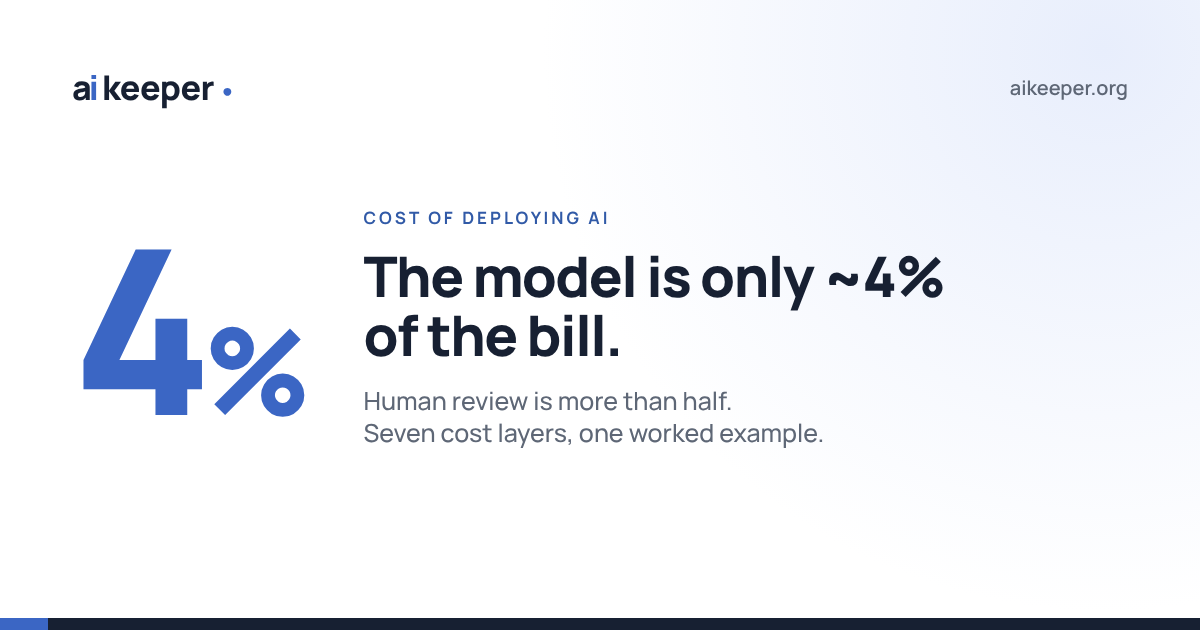 ai keeper
aikeeper.org
COST OF DEPLOYING AI
4%
The model is only ~4%
of the bill.
Human review is more than half.
Seven cost layers, one worked example.